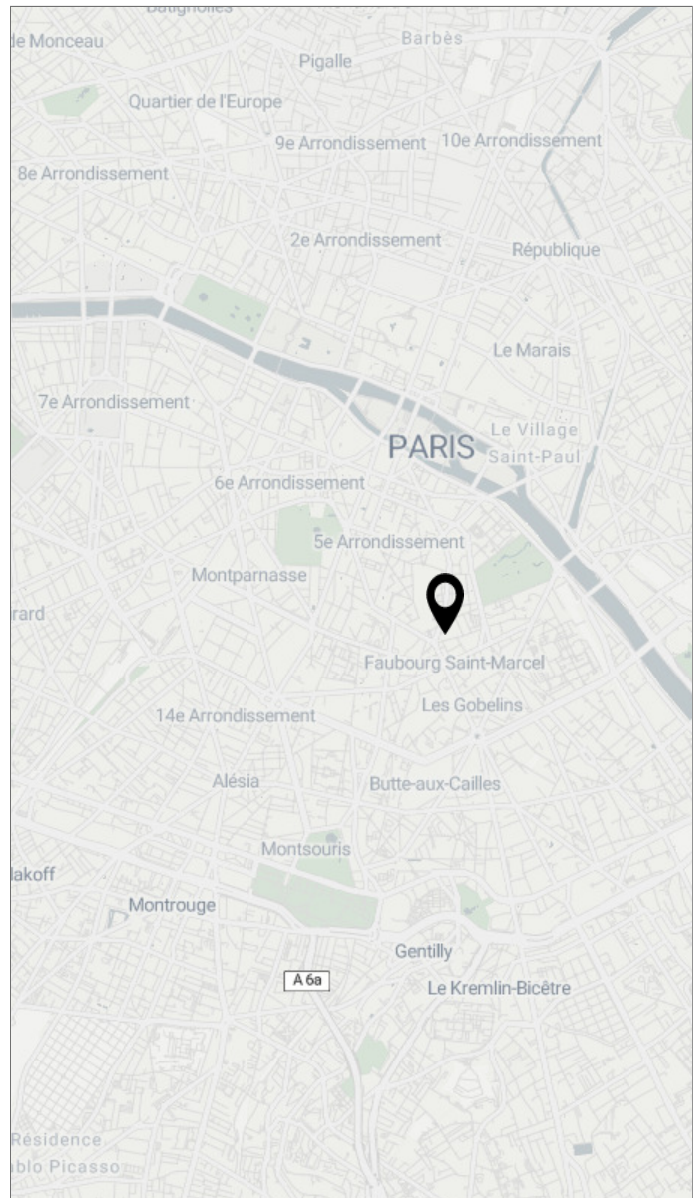 Batignolles
de Monceau
Barbès
Pigalle
Quartier de l'Europe
9e Arrondissement
10e Arrondissement
8e Arrondissement
2e Arrondissement
République
Le Marais
7e Arrondissement
Le Village
Saint-Paul
PARIS
6e Arrondissement
5e Arrondissement
Montparnasse
rard
Faubourg Saint-Marcel
Les Gobelins
14e Arrondissement
Alésia
Butte-aux-Cailles
Montsouris
lakoff
Montrouge
Gentilly
A 6a
Le Kremlin-Bicêtre
Résidence
ablo Picasso